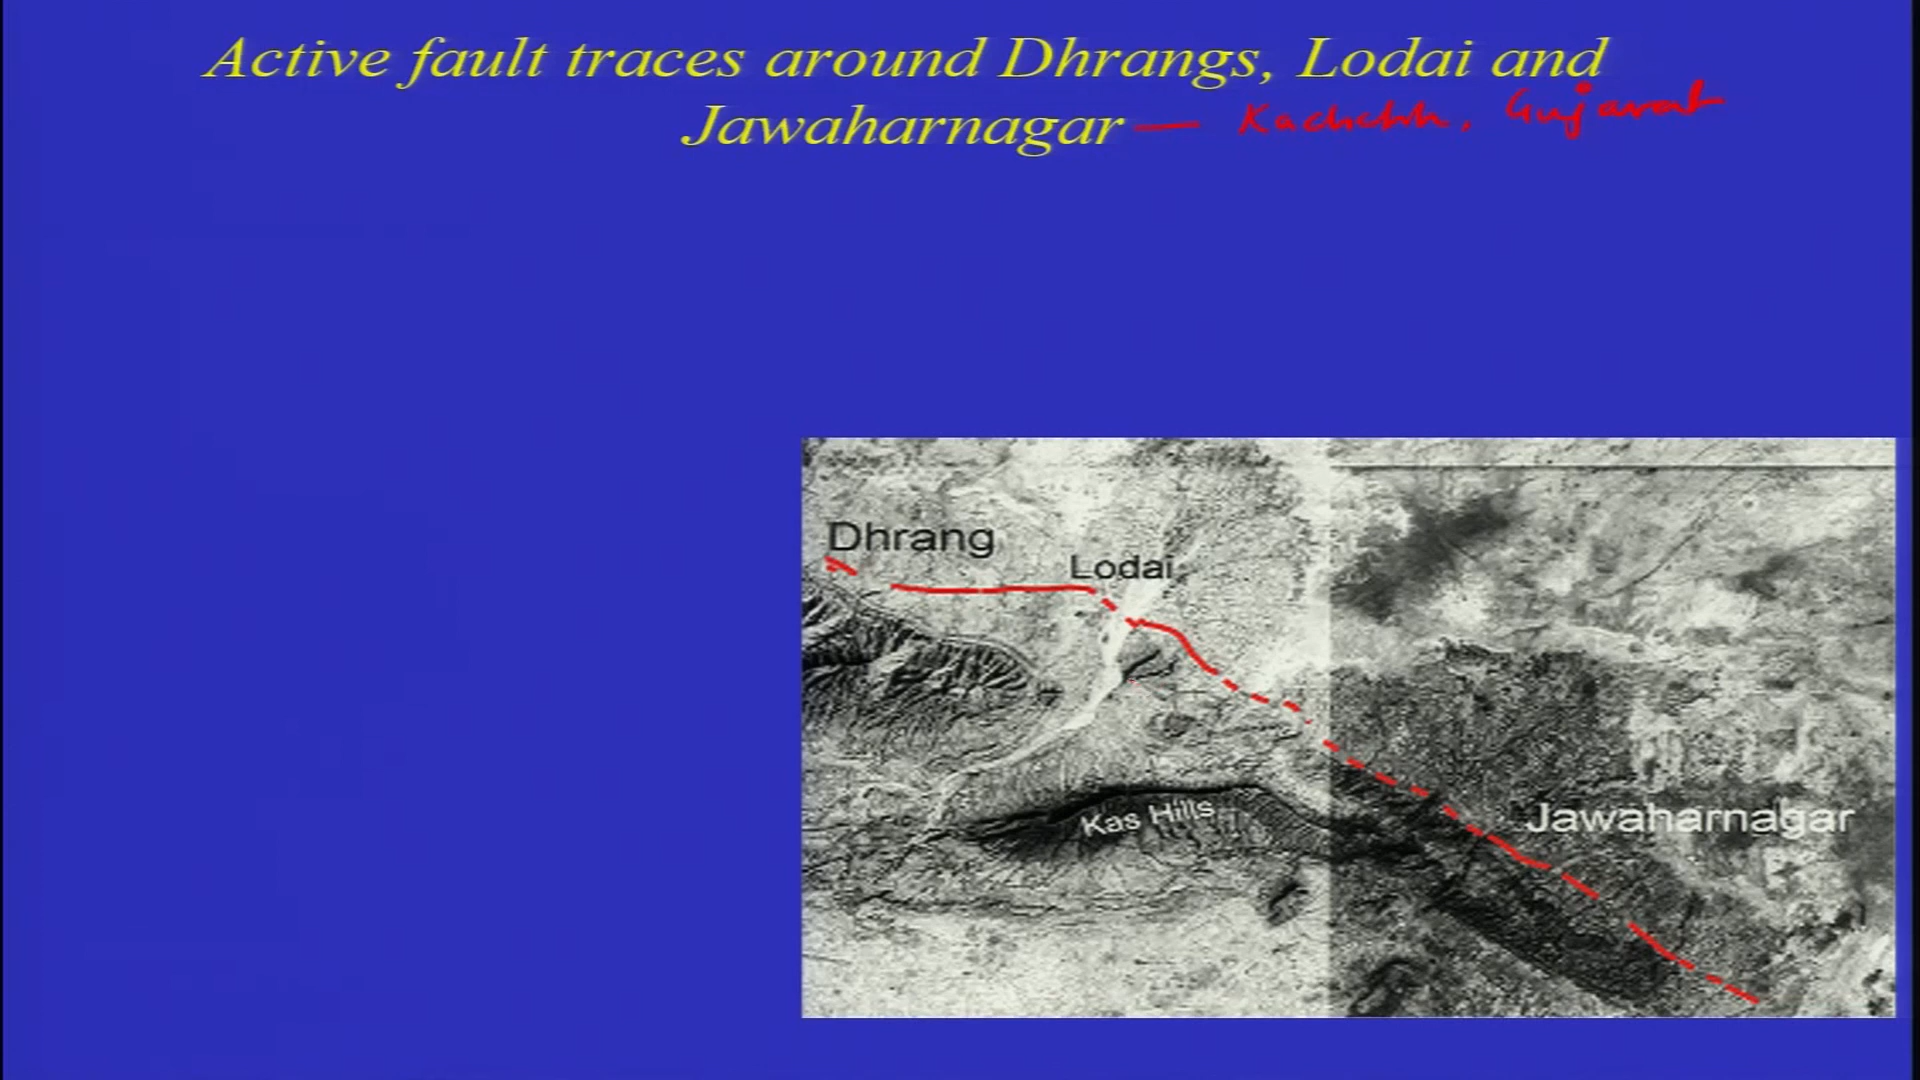 Active fault traces around Dhrangs, Lodai and
Jawaharnagar — Kachchh, Gujarat
Dhrang
Lodai
Kas Hills
Jawaharnagar